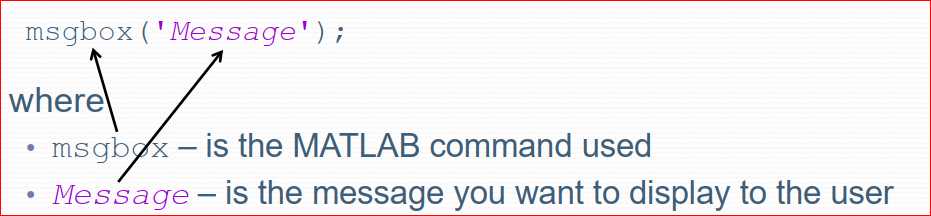 msgbox('Message');
where
• msgbox – is the MATLAB command used
• Message – is the message you want to display to the user